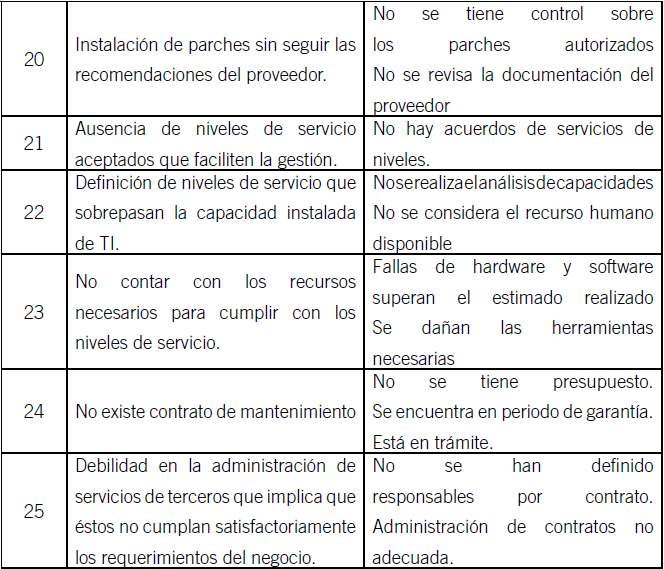 20
Instalación de parches sin seguir las
recomendaciones del proveedor.
No se tiene control sobre
los parches autorizados
No se revisa la documentación del
proveedor
21
Ausencia de niveles de servicio
aceptados que faciliten la gestión.
No hay acuerdos de servicios de
niveles.
22
Definición de niveles de servicio que
sobrepasan la capacidad instalada
de TI.
Noserealizaelanálisisdecapacidades
No se considera el recurso humano
disponible
23
No contar con los recursos
necesarios para cumplir con los
niveles de servicio.
Fallas de hardware y software
superan el estimado realizado
Se dañan las herramientas
necesarias
24
No existe contrato de mantenimiento
No se tiene presupuesto.
Se encuentra en periodo de garantía.
Está en trámite.
25
Debilidad en la administración de
servicios de terceros que implica que
éstos no cumplan satisfactoriamente
los requerimientos del negocio.
No se han definido
responsables por contrato.
Administración de contratos no
adecuada.